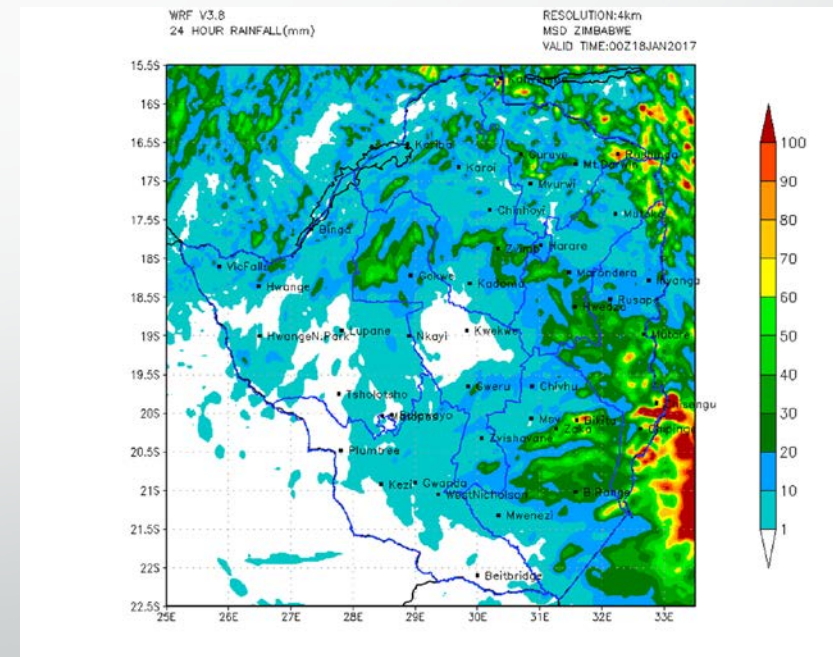 WRF V3.8
24 HOUR RAINFALL(mm)
RESOLUTION:4km
MSD ZIMBABWE
VALID TIME:00Z18JAN2017
15.5S
16S
16.5S
17S
17.5S
18S
18.5S
19S
19.5S
20S
20.5S
21S
21.5S
22S
22.5S
25E
26E
27E
28E
29E
30E
31E
32E
33E
Kariba
Karoi
Guruve
Mt.Darwin
Rushinga
Mvurwi
Chinhoyi
Mutoko
Binga
Zvimba
Harare
VicFalls
Hwange
Gokwe
Kadoma
Marondera
Nyanga
Hwedza
Rusape
HwangeN.Park
Lupane
Nkayi
Kwekwe
Mutare
Tsholotsho
Gweru
Chivhu
Bikita
Zaka
Chipinge
Plumtree
Zvishavane
Kezi
Gwanda
WestNicholson
B.Range
Mwenezi
Beitbridge
100
90
80
70
60
50
40
30
20
10
1